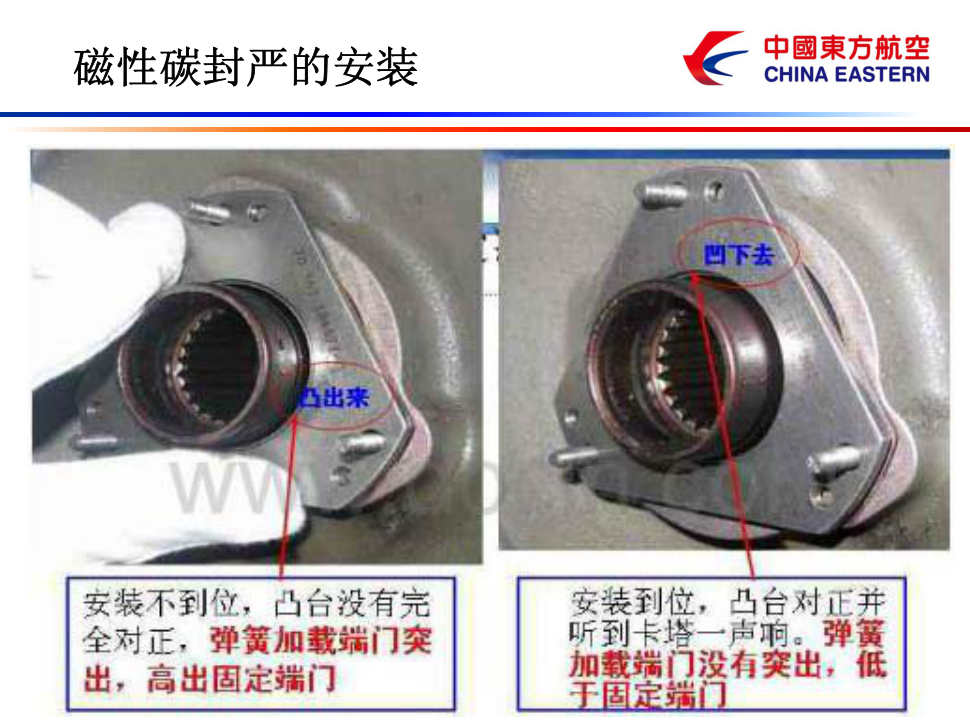 磁性碳封严的安装
中國東方航空
CHINA EASTERN
凸出来
凹下去
安装不到位，凸台没有完
全对正，弹簧加载端门突
出，高出固定端门
安装到位，凸台对正并
听到卡塔一声响。弹簧
加载端门没有突出，低
于固定端门